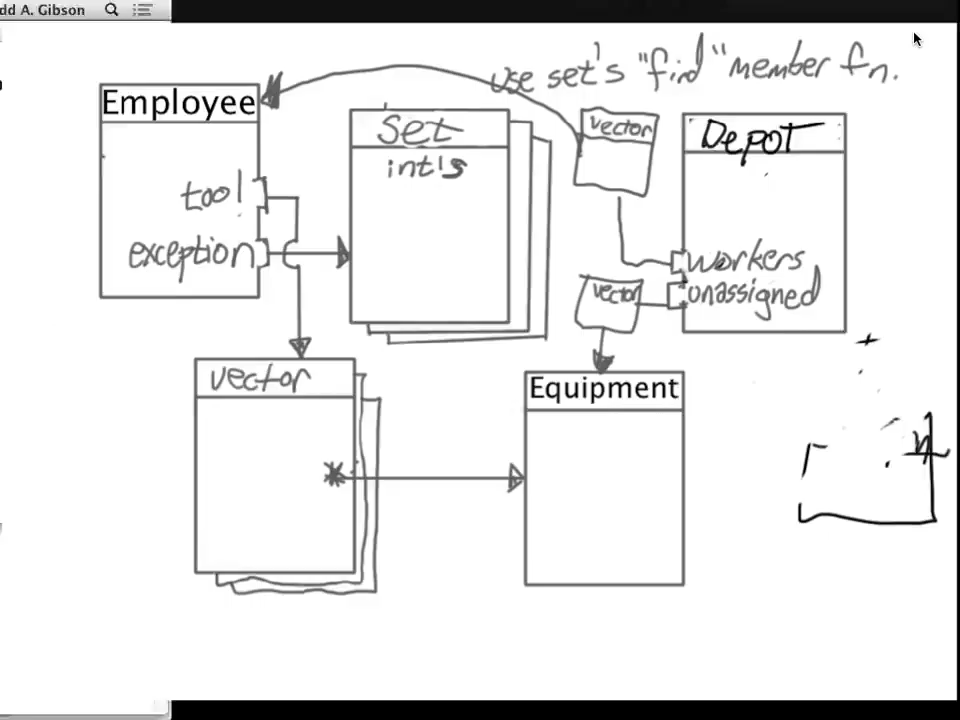 dd A. Gibson
use set's "find" member fn.
Employee
tool
exception
set
int's
vector
Depot
workers
unassigned
vector
vector
Equipment